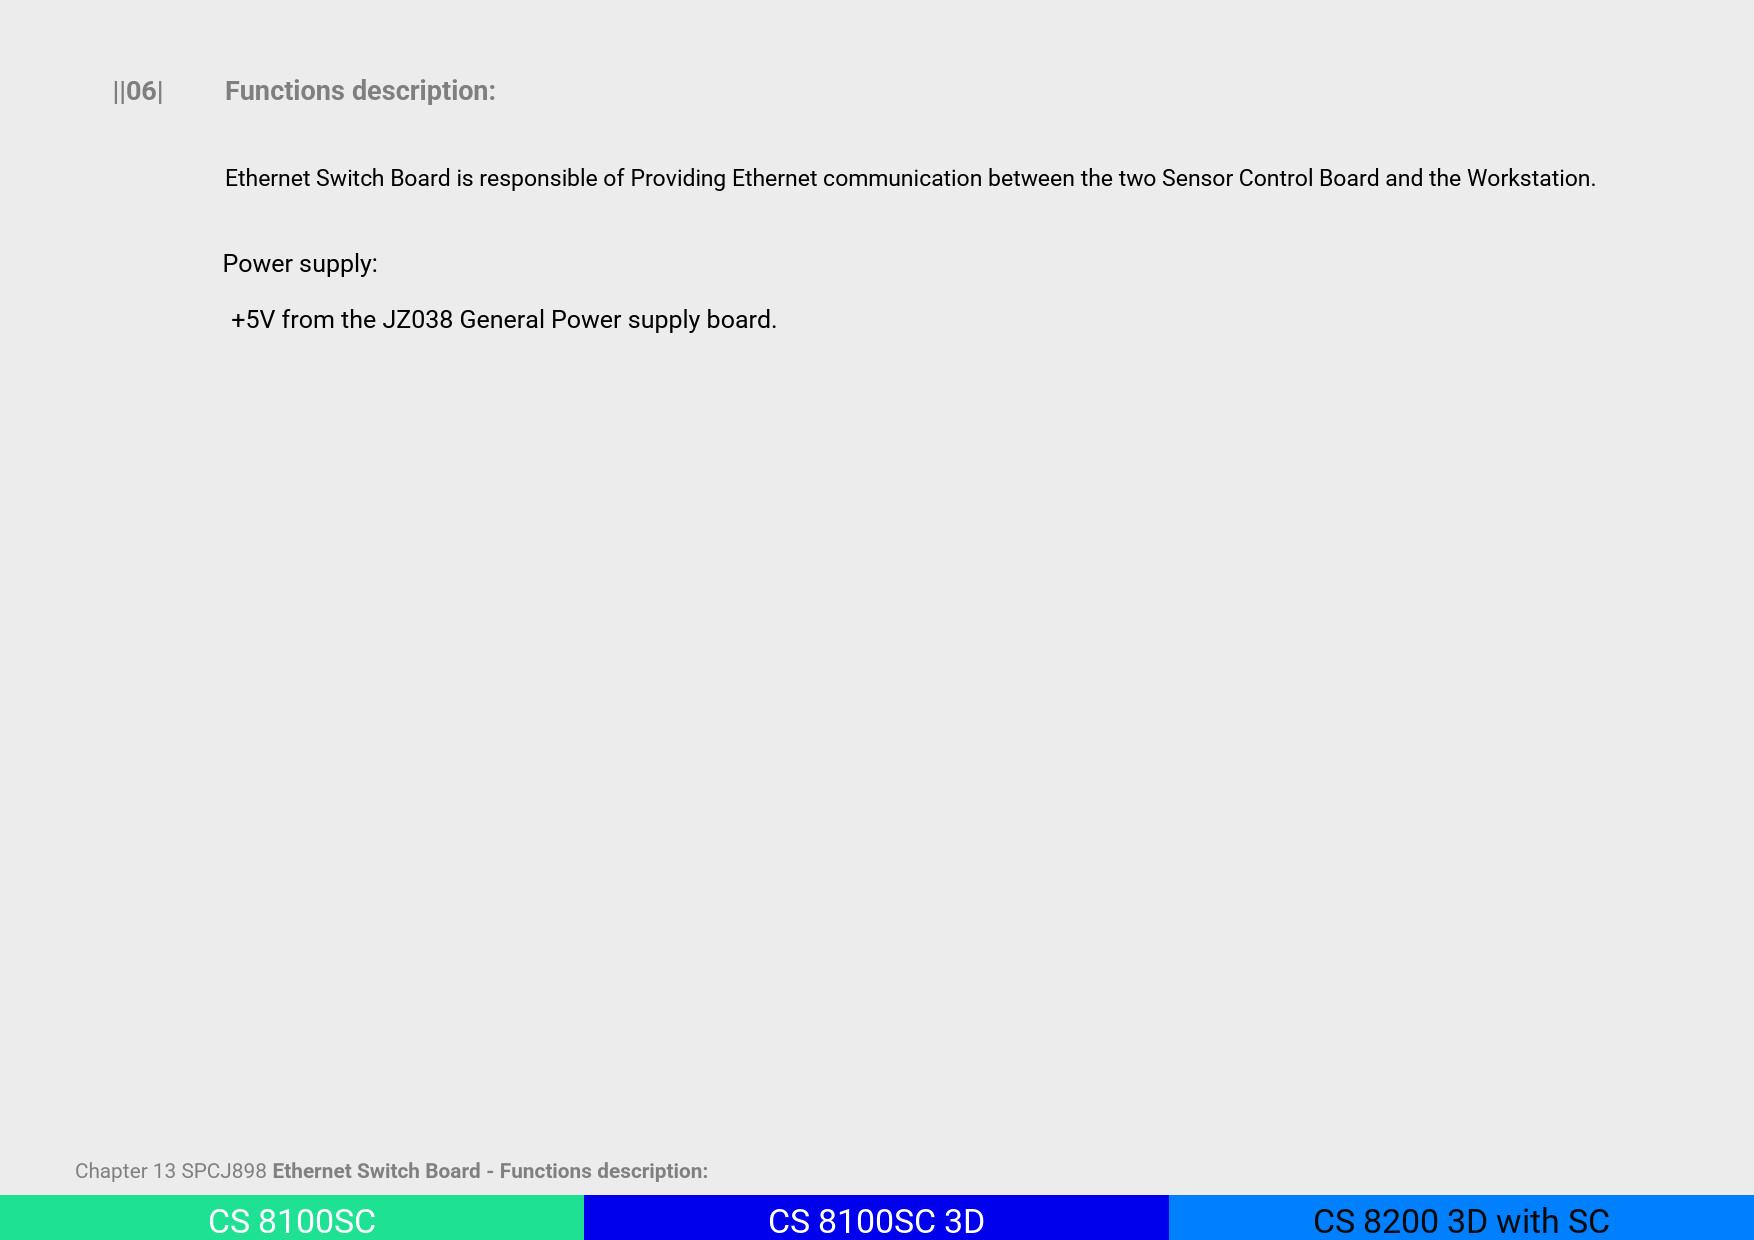 ||06| Functions description:
Ethernet Switch Board is responsible of Providing Ethernet communication between the two Sensor Control Board and the Workstation.
Power supply:
+5V from the JZ038 General Power supply board.
Chapter 13 SPCJ898 Ethernet Switch Board - Functions description:
CS 8100SC CS 8100SC 3D CS 8200 3D with SC